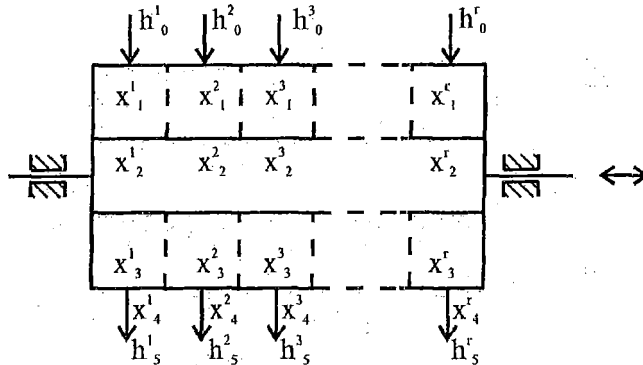 h¹₀ h²₀ h³₀ hʳ₀
x¹₁ x²₁ x³₁ xʳ₁
x¹₂ x²₂ x³₂ xʳ₂
x¹₃ x²₃ x³₃ xʳ₃
x¹₄ x²₄ x³₄ xʳ₄
h¹₅ h²₅ h³₅ hʳ₅